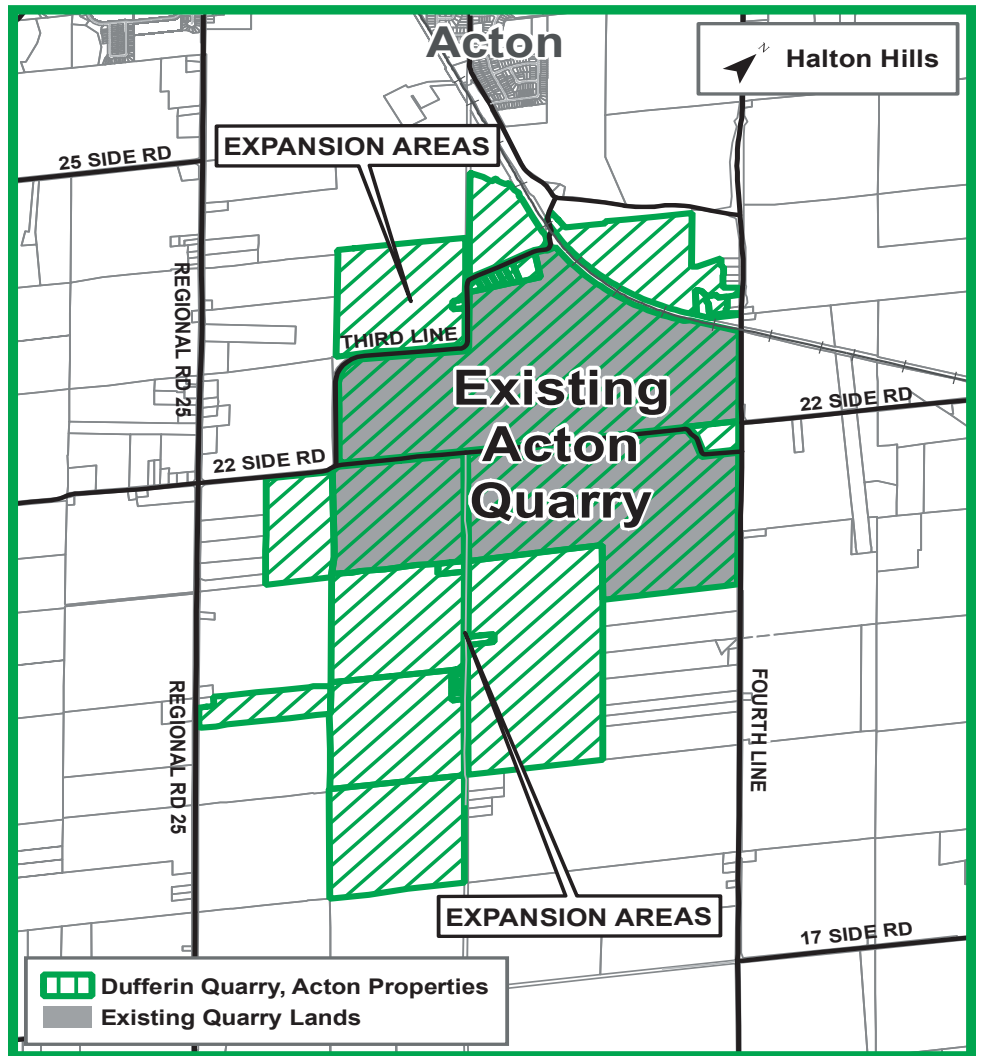 Acton
Halton Hills
N
EXPANSION AREAS
25 SIDE RD
REGIONAL RD 25
THIRD LINE
Existing
Acton
Quarry
22 SIDE RD
22 SIDE RD
REGIONAL RD 25
FOURTH LINE
EXPANSION AREAS
17 SIDE RD
Dufferin Quarry, Acton Properties
Existing Quarry Lands